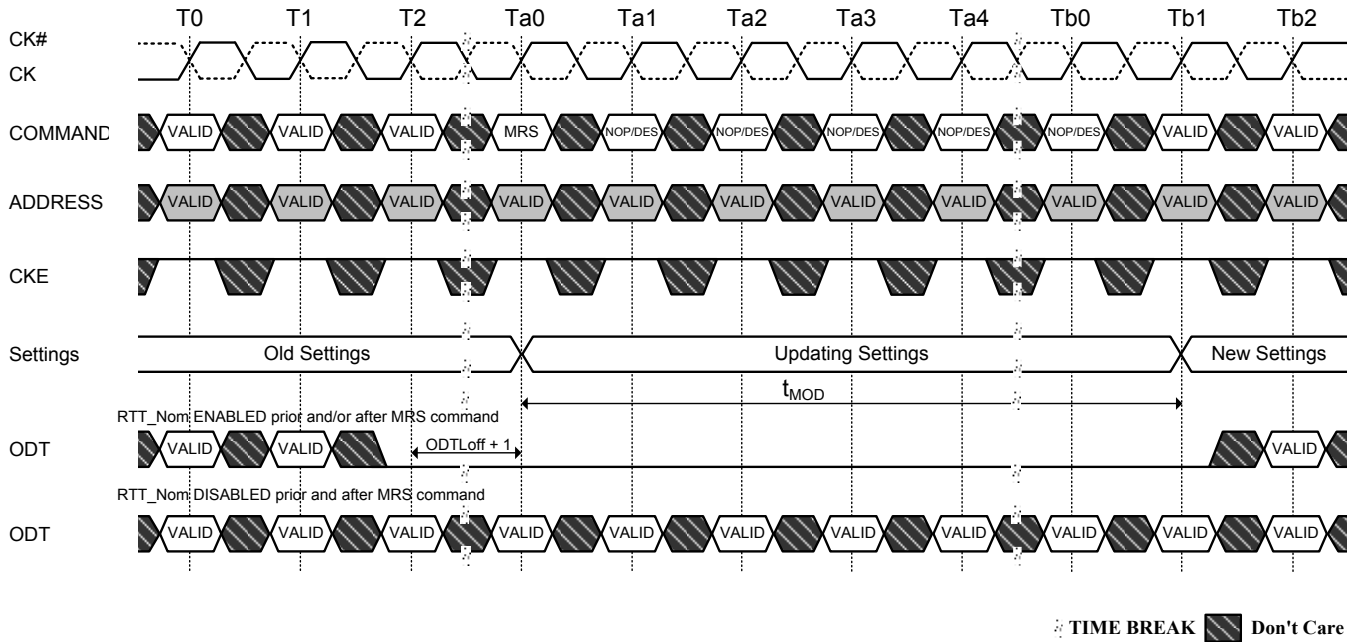 T0 T1 T2 Ta0 Ta1 Ta2 Ta3 Ta4 Tb0 Tb1 Tb2
CK#
CK
COMMAND VALID VALID VALID MRS NOP/DES NOP/DES NOP/DES NOP/DES NOP/DES VALID VALID
ADDRESS VALID VALID VALID VALID VALID VALID VALID VALID VALID VALID VALID
CKE
Settings Old Settings Updating Settings New Settings
tMOD
RTT_Nom ENABLED prior and/or after MRS command
ODT VALID VALID ODTLoff + 1 VALID
RTT_Nom DISABLED prior and after MRS command
ODT VALID VALID VALID VALID VALID VALID VALID VALID VALID VALID VALID
TIME BREAK Don't Care